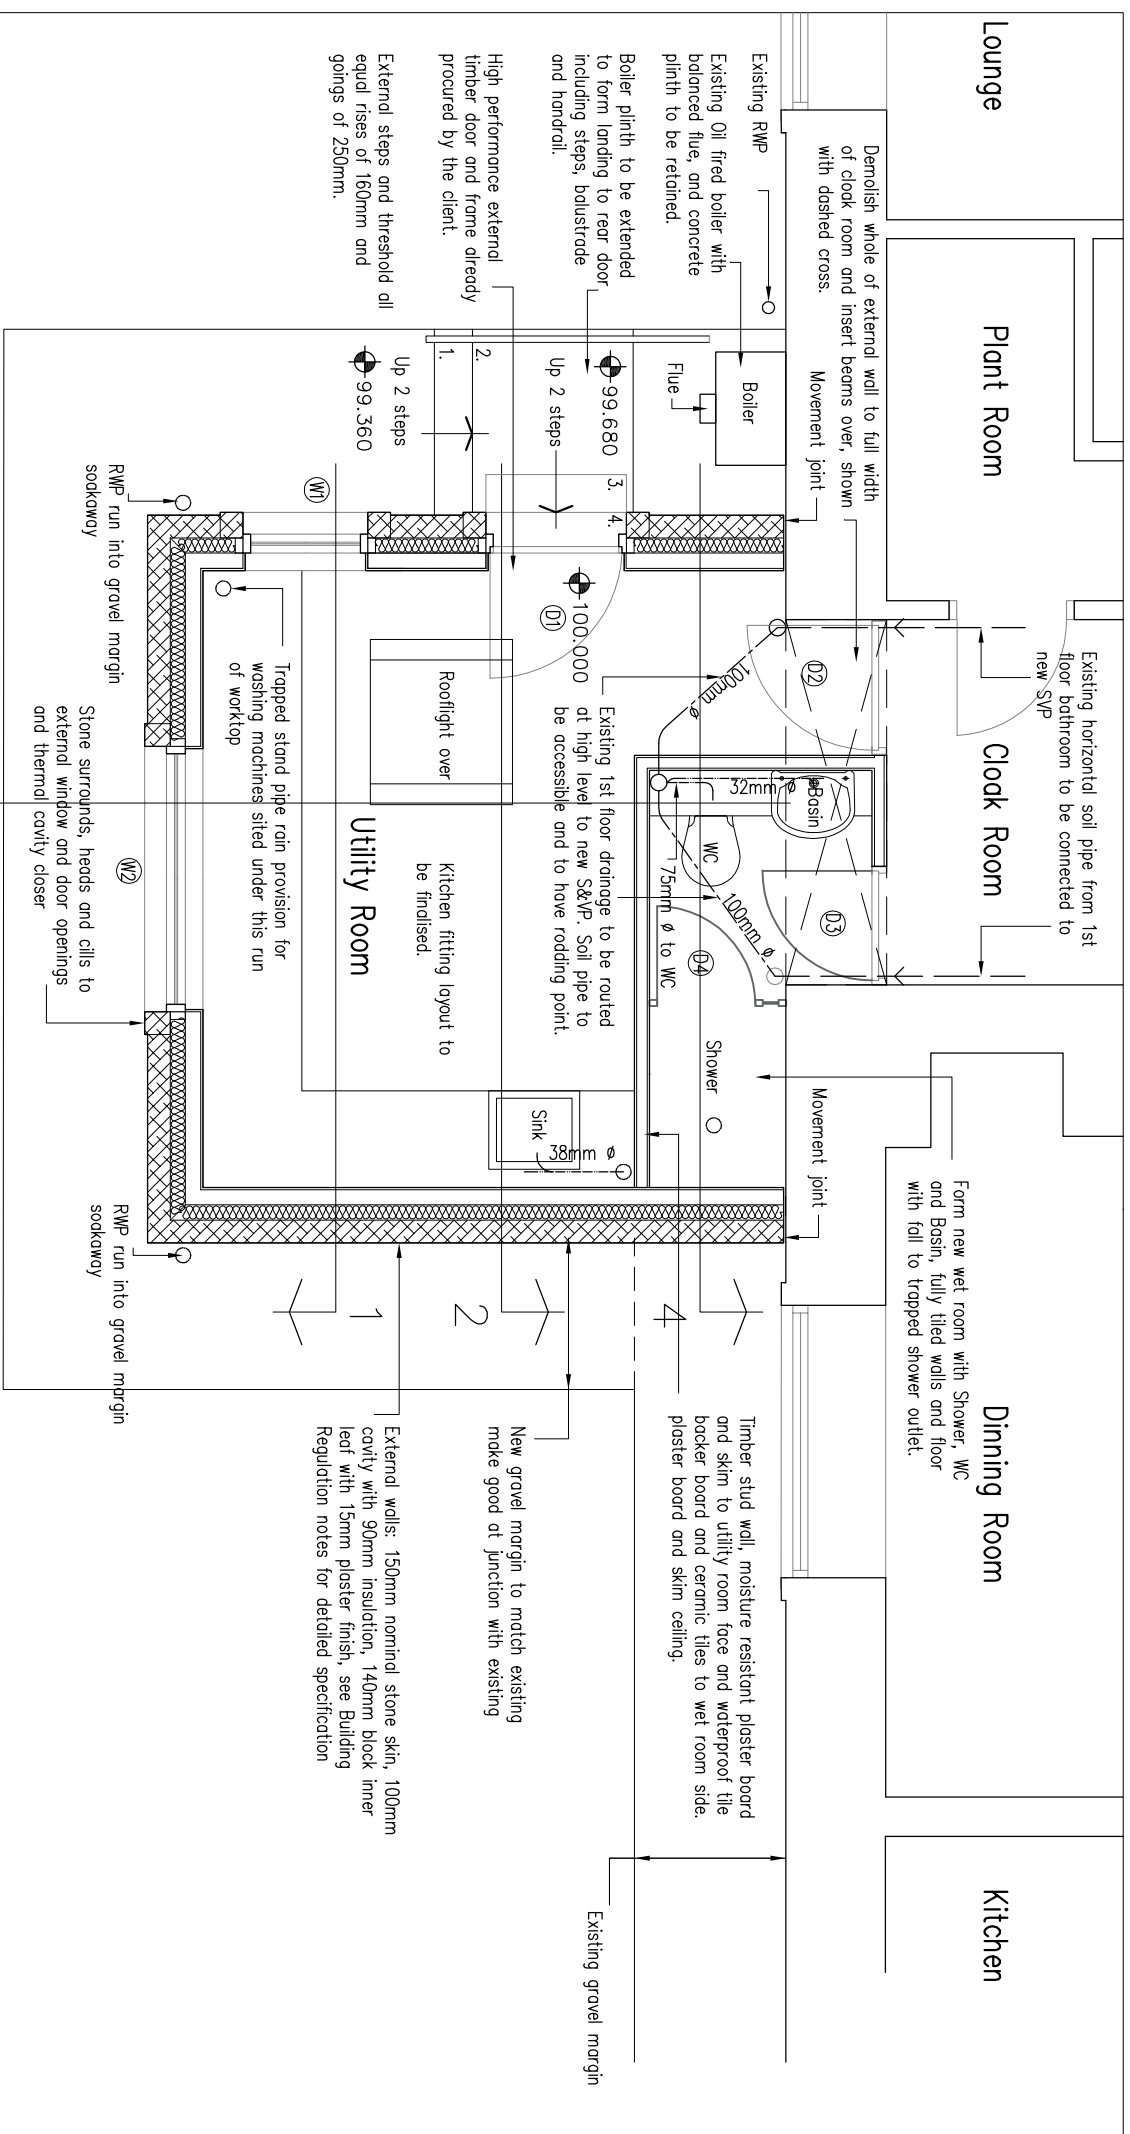 Lounge
Plant Room
Cloak Room
Dinning Room
Kitchen
Existing horizontal soil pipe from 1st
floor bathroom to be connected to
new SVP
Form new wet room with Shower, WC
and Basin, fully tiled walls and floor
with fall to trapped shower outlet.
Demolish whole of external wall to full width
of cloak room and insert beams over, shown
with dashed cross.
Movement joint
Movement joint
Existing RWP
Existing Oil fired boiler with
balanced flue, and concrete
plinth to be retained.
Boiler plinth to be extended
to form landing to rear door
including steps, balustrade
and handrail.
High performance external
timber door and frame already
procured by the client.
External steps and threshold all
equal rises of 160mm and
goings of 250mm.
Boiler
Flue
99.680
Up 2 steps
3.
4.
2.
1.
Up 2 steps
99.360
D2
D3
D4
D1
100.000
100mm ø
32mm ø
Basin
WC
75mm ø to WC
100mm ø
Shower
Existing 1st floor drainage to be routed
at high level to new S&VP. Soil pipe to
be accessible and to have rodding point.
Sink
38mm ø
Rooflight over
Kitchen fitting layout to
be finalised.
Utility Room
Trapped stand pipe rain provision for
washing machines sited under this run
of worktop
W1
W2
RWP run into gravel margin
soakaway
Stone surrounds, heads and cills to
external window and door openings
and thermal cavity closer
RWP run into gravel margin
soakaway
4
2
1
Timber stud wall, moisture resistant plaster board
and skim to utility room face and waterproof tile
backer board and ceramic tiles to wet room side.
plaster board and skim ceiling.
New gravel margin to match existing
make good at junction with existing
External walls: 150mm nominal stone skin, 100mm
cavity with 90mm insulation, 140mm block inner
leaf with 15mm plaster finish, see Building
Regulation notes for detailed specification
Existing gravel margin